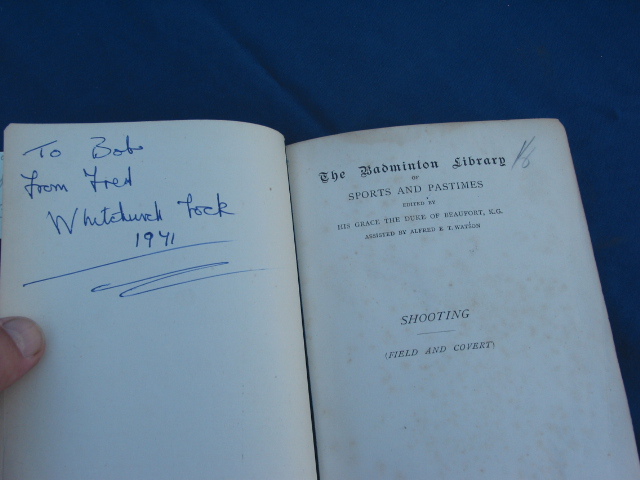 To Bob
From Fred
Whitchurch Lock
1971
The Badminton Library
OF
SPORTS AND PASTIMES
EDITED BY
HIS GRACE THE DUKE OF BEAUFORT, K.G.
ASSISTED BY ALFRED E. T. WATSON
SHOOTING
(FIELD AND COVERT)